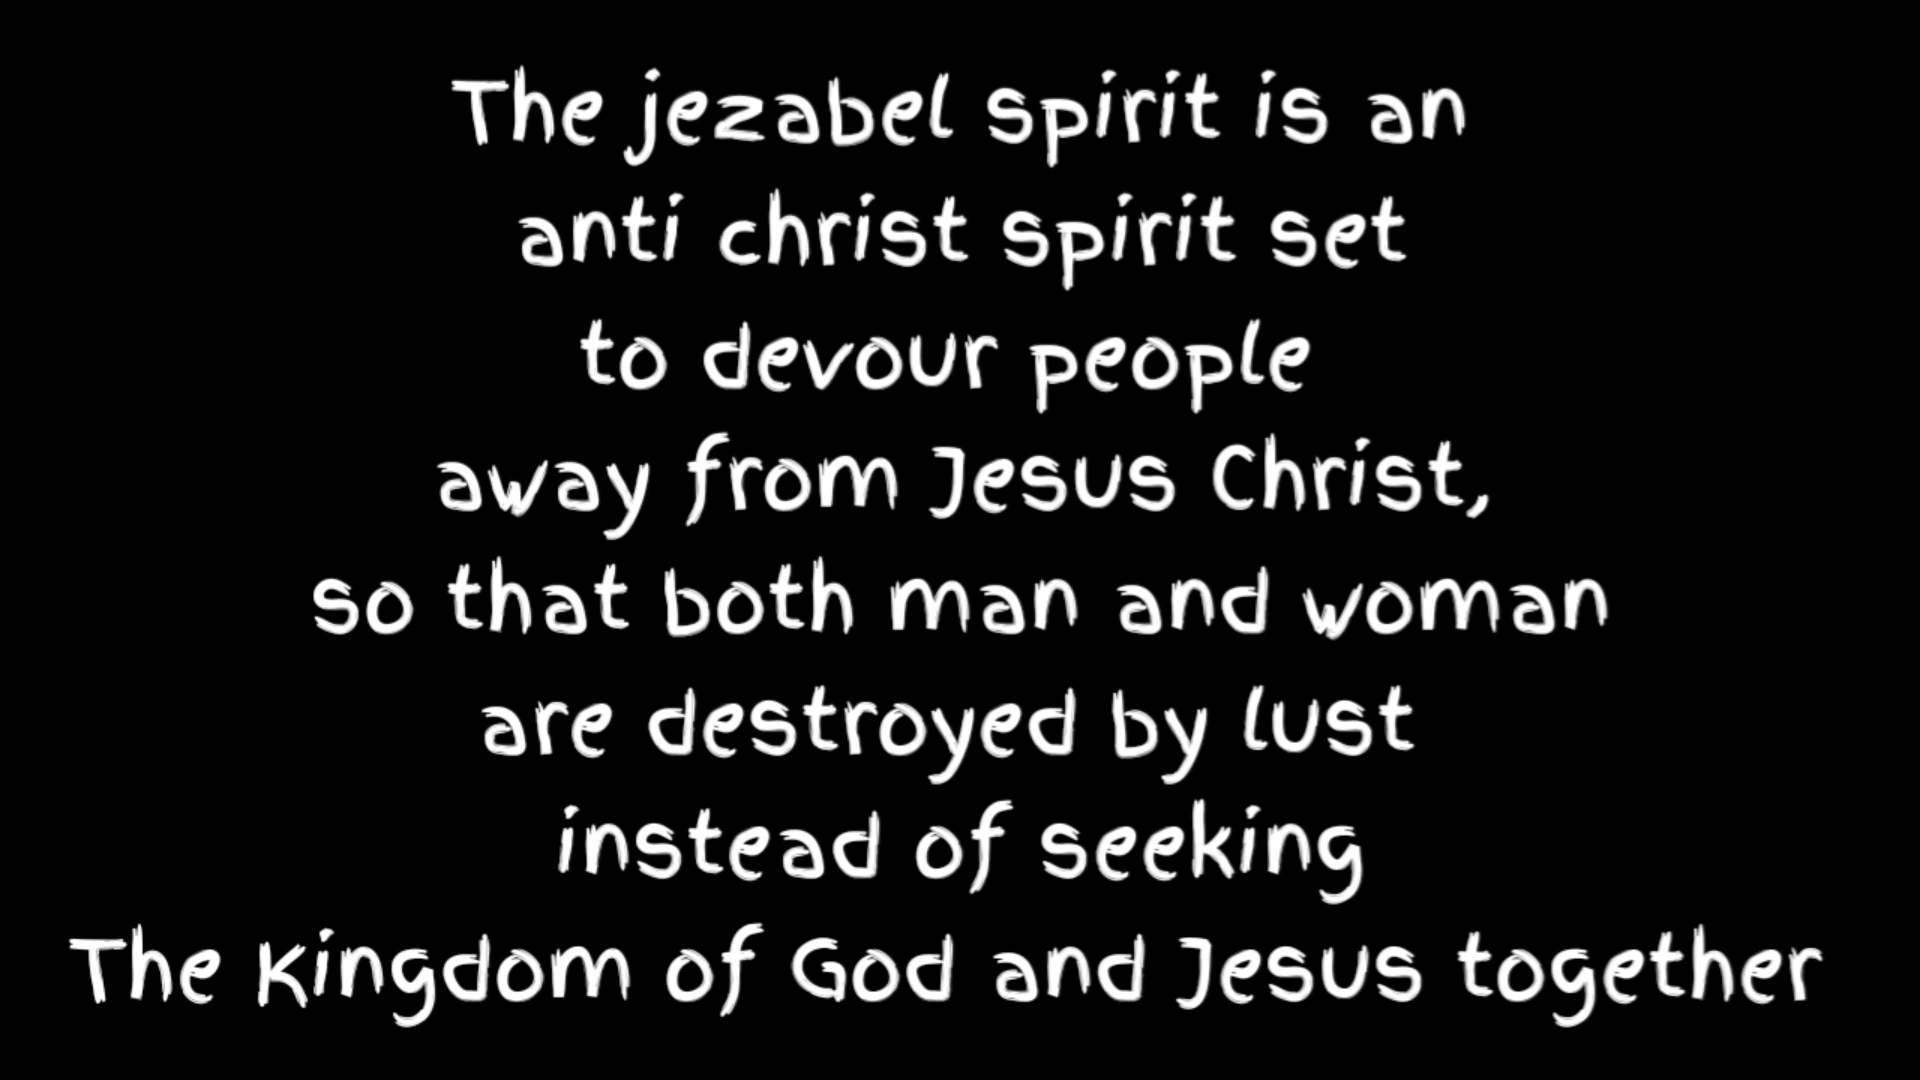 The jezabel spirit is an
anti christ spirit set
to devour people
away from Jesus Christ,
so that both man and woman
are destroyed by lust
instead of seeking
The Kingdom of God and Jesus together